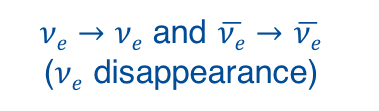 νₑ → νₑ and ν̅ₑ → ν̅ₑ
(νₑ disappearance)